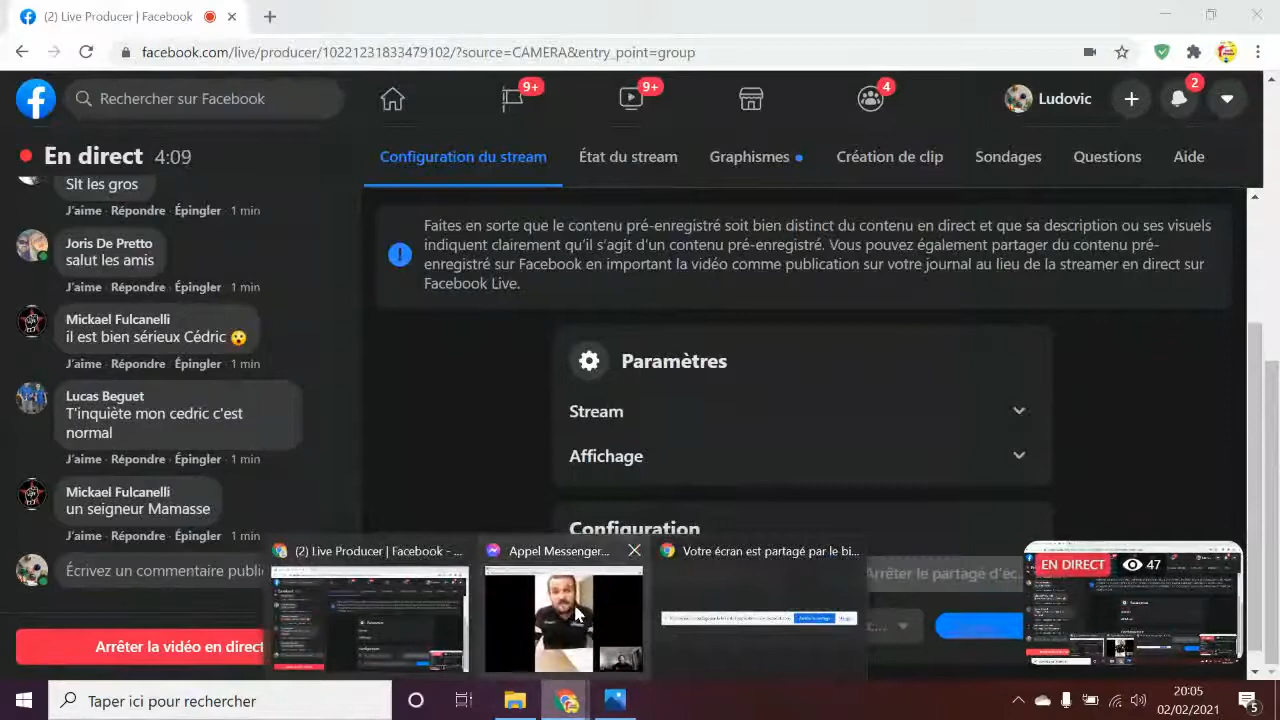 (2) Live Producer | Facebook
facebook.com/live/producer/10221231833479102/?source=CAMERA&entry_point=group
Rechercher sur Facebook
9+
9+
4
Ludovic
2
En direct 4:09
Configuration du stream
État du stream
Graphismes
Création de clip
Sondages
Questions
Aide
Slt les gros
J'aime · Répondre · Épingler · 1 min
Joris De Pretto
salut les amis
J'aime · Répondre · Épingler · 1 min
Mickael Fulcanelli
il est bien sérieux Cédric 😮
J'aime · Répondre · Épingler · 1 min
Lucas Beguet
T'inquiète mon cedric c'est
normal
J'aime · Répondre · Épingler · 1 min
Mickael Fulcanelli
un seigneur Mamasse
J'aime · Répondre · Épingler · 1 min
Écrivez un commentaire publi
Arrêter la vidéo en direct
Faites en sorte que le contenu pré-enregistré soit bien distinct du contenu en direct et que sa description ou ses visuels
indiquent clairement qu'il s'agit d'un contenu pré-enregistré. Vous pouvez également partager du contenu pré-
enregistré sur Facebook en important la vidéo comme publication sur votre journal au lieu de la streamer en direct sur
Facebook Live.
Paramètres
Stream
Affichage
Configuration
(2) Live Producer | Facebook - ...
Appel Messenger...
Votre écran est partagé par le
EN DIRECT 47
Taper ici pour rechercher
20:05
02/02/2021
5